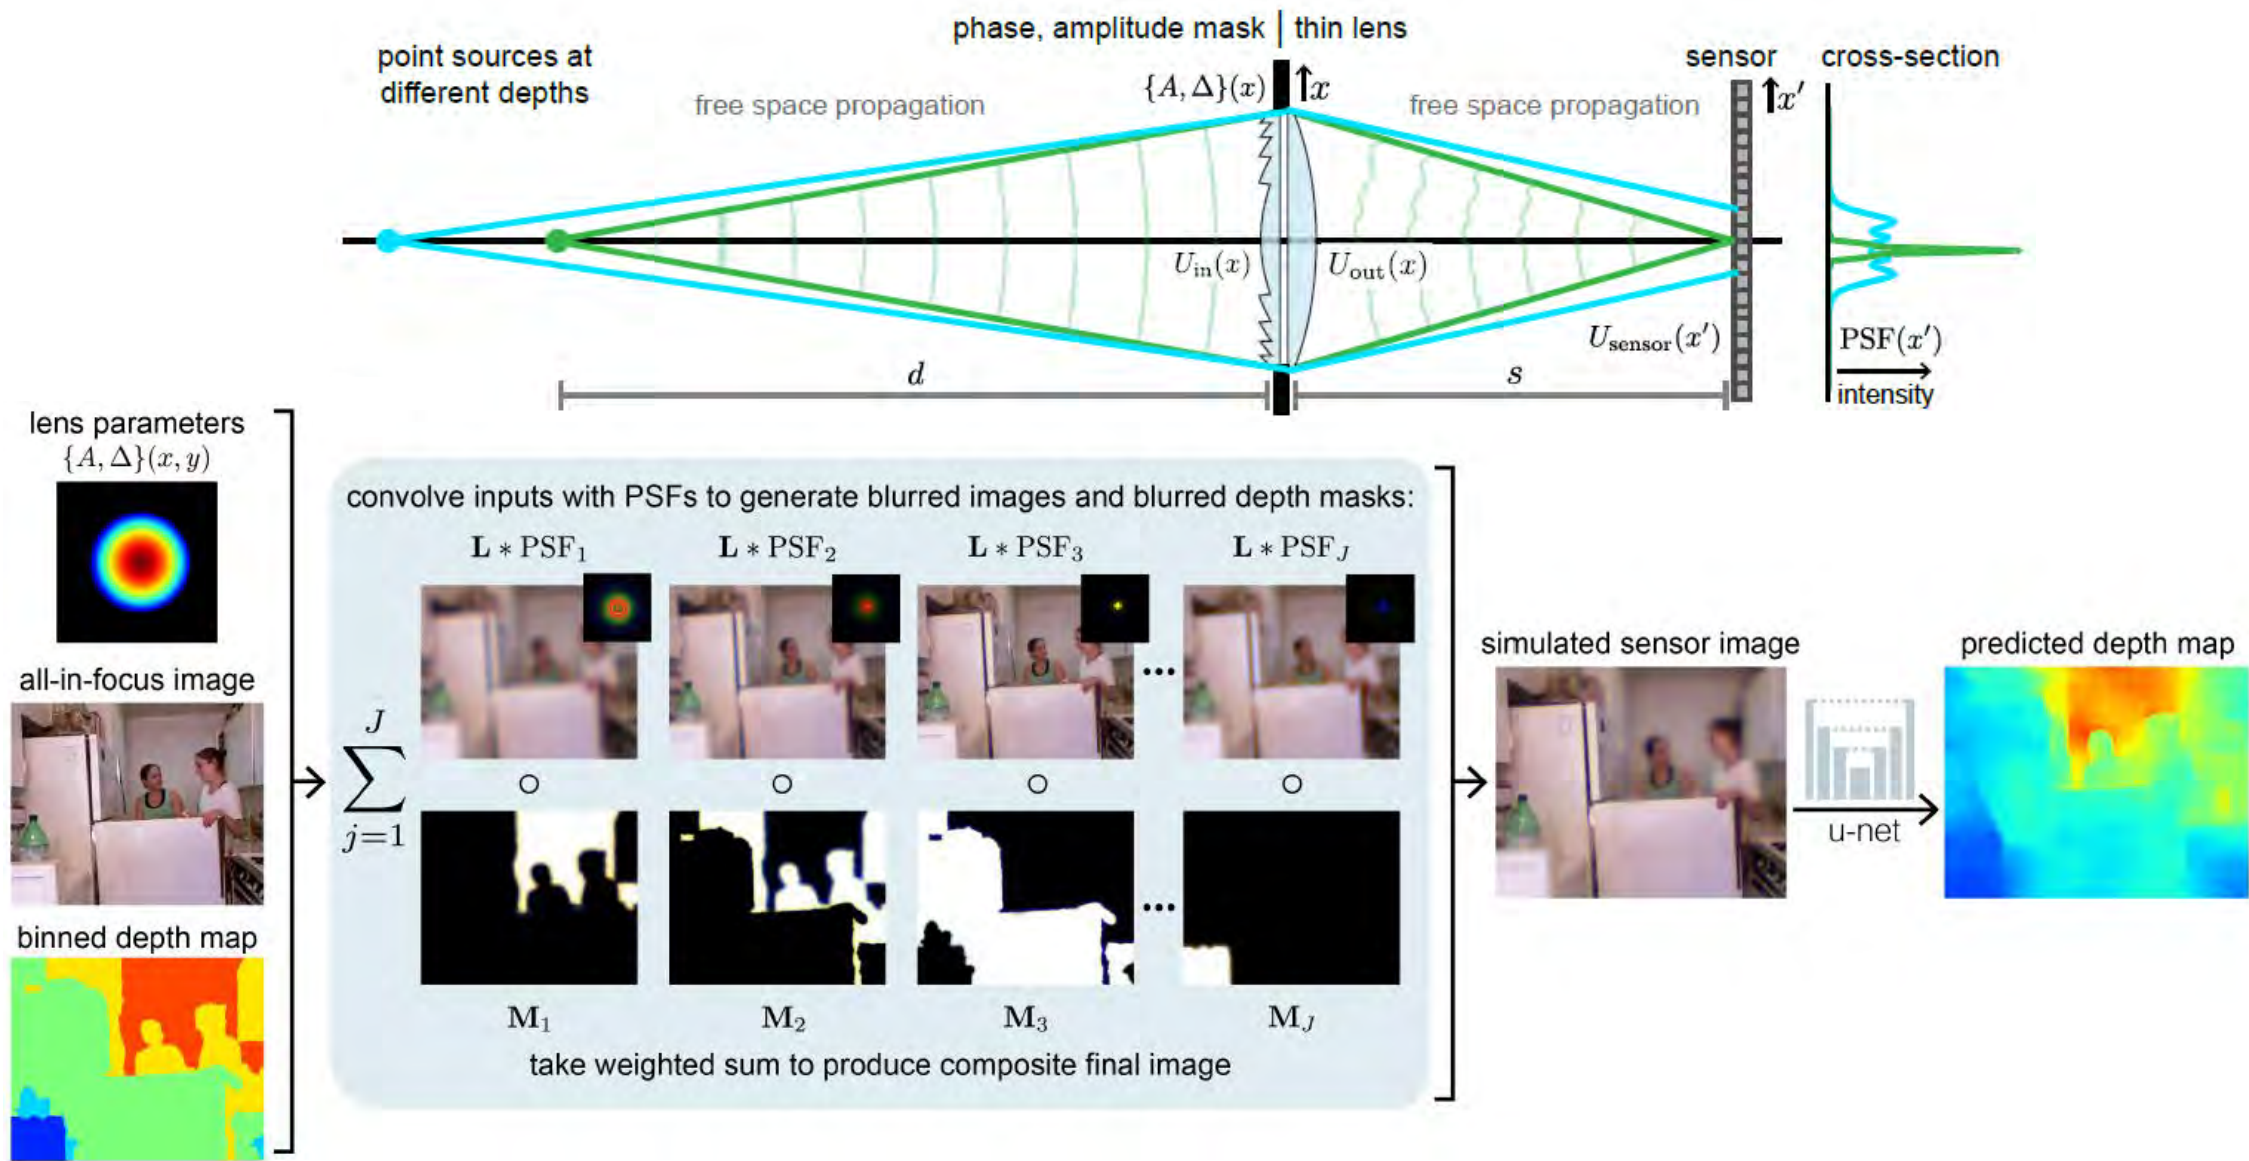 phase, amplitude mask | thin lens
point sources at
different depths
sensor
cross-section
{A, Δ}(x)
x
x′
free space propagation
free space propagation
U_in(x)
U_out(x)
U_sensor(x′)
PSF(x′)
intensity
d
s
lens parameters
{A, Δ}(x, y)
all-in-focus image
binned depth map
convolve inputs with PSFs to generate blurred images and blurred depth masks:
L ∗ PSF₁
L ∗ PSF₂
L ∗ PSF₃
...
L ∗ PSF_J
J
∑
j=1
○ ○ ○ ○
...
M₁
M₂
M₃
M_J
take weighted sum to produce composite final image
simulated sensor image
u-net
predicted depth map